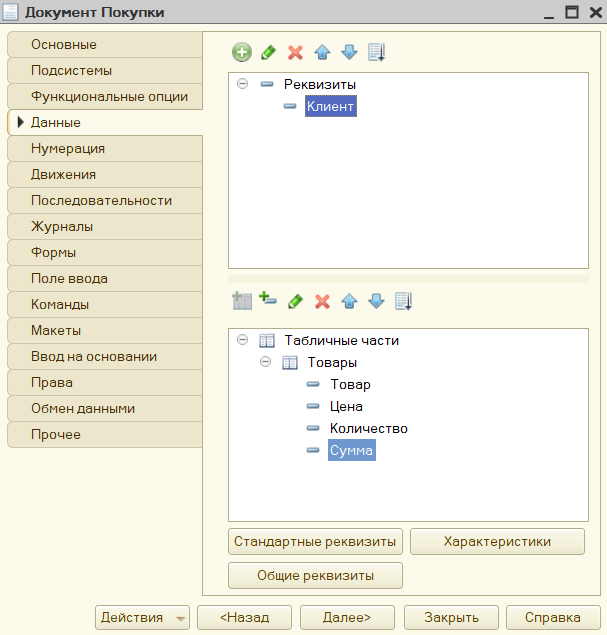 Документ Покупки
Основные
Подсистемы
Функциональные опции
Данные
Нумерация
Движения
Последовательности
Журналы
Формы
Поле ввода
Команды
Макеты
Ввод на основании
Права
Обмен данными
Прочее
Реквизиты
Клиент
Табличные части
Товары
Товар
Цена
Количество
Сумма
Стандартные реквизиты
Характеристики
Общие реквизиты
Действия
<Назад
Далее>
Закрыть
Справка